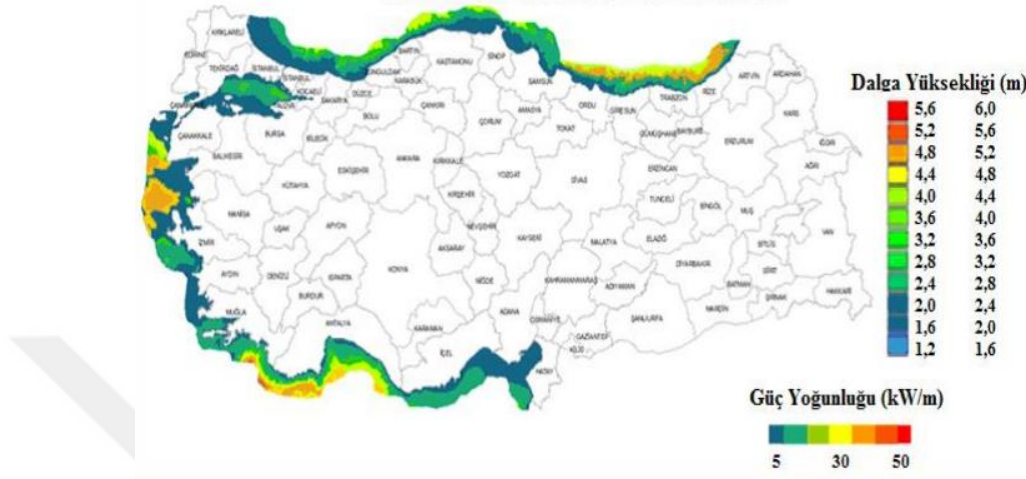 KIRKLARELİ
EDİRNE
TEKİRDAĞ
İSTANBUL
İSTANBUL
KOCAELİ
YALOVA
SAKARYA
DÜZCE
ZONGULDAK
BARTIN
KARABÜK
KASTAMONU
SİNOP
SAMSUN
ORDU
GİRESUN
TRABZON
RİZE
ARTVİN
ARDAHAN
KARS
IĞDIR
AĞRI
ÇANAKKALE
ÇANAKKALE
BALIKESİR
BURSA
BİLECİK
BOLU
ÇANKIRI
ÇORUM
AMASYA
TOKAT
GÜMÜŞHANE
BAYBURT
ERZURUM
ERZİNCAN
ESKİŞEHİR
ANKARA
KIRIKKALE
YOZGAT
SİVAS
TUNCELİ
BİNGÖL
MUŞ
KÜTAHYA
KIRŞEHİR
NEVŞEHİR
KAYSERİ
MALATYA
ELAZIĞ
BİTLİS
VAN
MANİSA
UŞAK
AFYON
AKSARAY
İZMİR
KONYA
NİĞDE
KAHRAMANMARAŞ
ADIYAMAN
DİYARBAKIR
BATMAN
SİİRT
ŞIRNAK
HAKKARİ
AYDIN
DENİZLİ
ISPARTA
BURDUR
MUĞLA
ANTALYA
KARAMAN
İÇEL
ADANA
OSMANİYE
GAZİANTEP
KİLİS
ŞANLIURFA
MARDİN
HATAY
Dalga Yüksekliği (m)
5,6 6,0
5,2 5,6
4,8 5,2
4,4 4,8
4,0 4,4
3,6 4,0
3,2 3,6
2,8 3,2
2,4 2,8
2,0 2,4
1,6 2,0
1,2 1,6
Güç Yoğunluğu (kW/m)
5 30 50